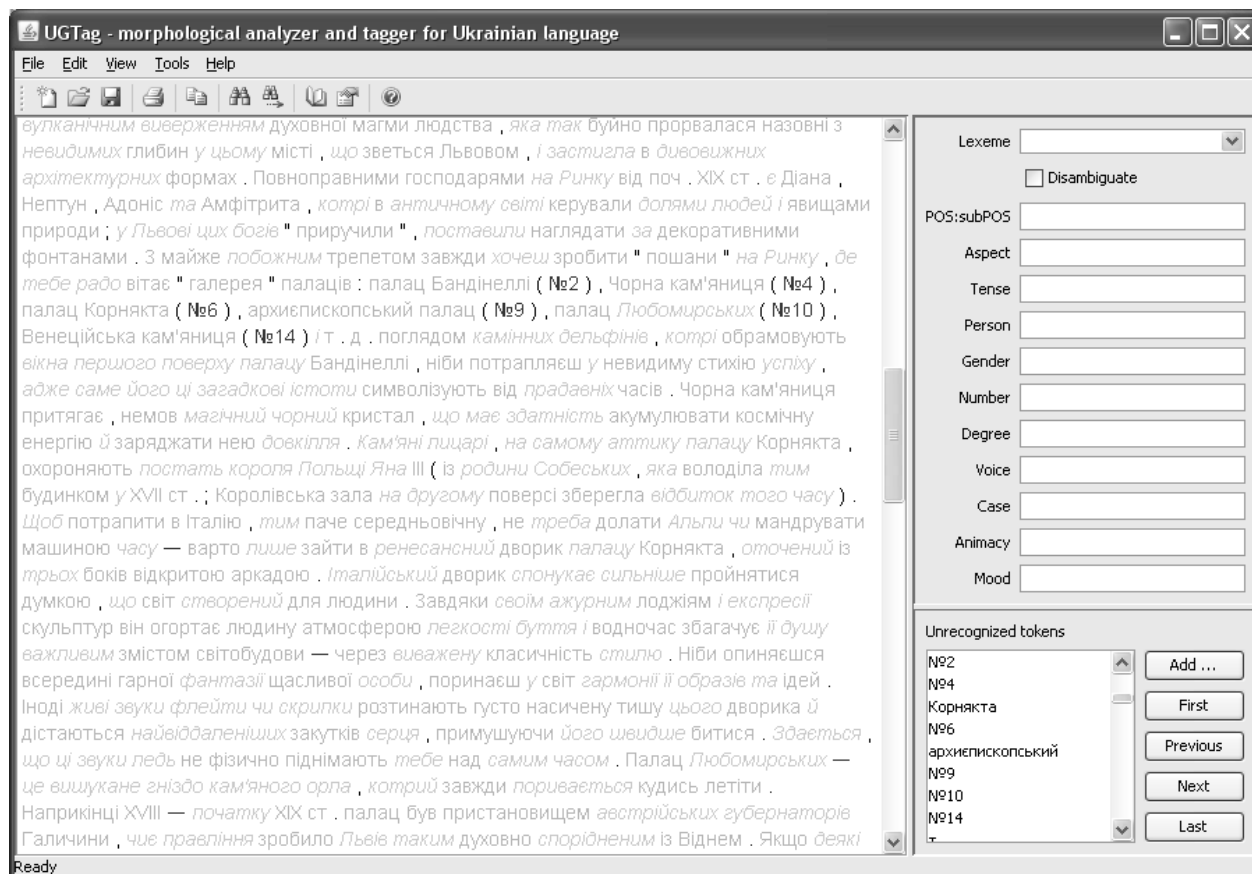 UGTag - morphological analyzer and tagger for Ukrainian language
File Edit View Tools Help
вулканічним виверженням духовної магми людства , яка так буйно прорвалася назовні з
невидимих глибин у цьому місті , що зветься Львовом , і застигла в дивовижних
архітектурних формах . Повноправними господарями на Ринку від поч . XIX ст . є Діана ,
Нептун , Адоніс та Амфітрита , котрі в античному світі керували долями людей і явищами
природи ; у Львові цих богів " приручили " , поставили наглядати за декоративними
фонтанами . З майже побожним трепетом завжди хочеш зробити " пошани " на Ринку , де
тебе радо вітає " галерея " палаців : палац Бандінеллі ( №2 ) , Чорна кам'яниця ( №4 ) ,
палац Корнякта ( №6 ) , архиєпископський палац ( №9 ) , палац Любомирських ( №10 ) ,
Венеційська кам'яниця ( №14 ) і т . д . поглядом камінних дельфінів , котрі обрамовують
вікна першого поверху палацу Бандінеллі , ніби потрапляєш у невидиму стихію успіху ,
адже саме його ці загадкові істоти символізують від прадавніх часів . Чорна кам'яниця
притягає , немов магічний чорний кристал , що має здатність акумулювати космічну
енергію й заряджати нею довкілля . Кам'яні лицарі , на самому аттику палацу Корнякта ,
охороняють постать короля Польщі Яна III ( із родини Собеських , яка володіла тим
будинком у XVII ст . ; Королівська зала на другому поверсі зберегла відбиток того часу ) .
Щоб потрапити в Італію , тим паче середньовічну , не треба долати Альпи чи мандрувати
машиною часу — варто лише зайти в ренесансний дворик палацу Корнякта , оточений із
трьох боків відкритою аркадою . Італійський дворик спонукає сильніше пройнятися
думкою , що світ створений для людини . Завдяки своїм ажурним лоджіям і експресії
скульптур він огортає людину атмосферою легкості буття і водночас збагачує її душу
важливим змістом світобудови — через виважену класичність стилю . Ніби опиняєшся
всередині гарної фантазії щасливої особи , поринаєш у світ гармонії її образів та ідей .
Іноді живі звуки флейти чи скрипки розтинають густо насичену тишу цього дворика й
дістаються найвіддаленіших закутків серця , примушуючи його швидше битися . Здається ,
що ці звуки ледь не фізично піднімають тебе над самим часом . Палац Любомирських —
це вишукане гніздо кам'яного орла , котрий завжди поривається кудись летіти .
Наприкінці XVIII — початку XIX ст . палац був пристановищем австрійських губернаторів
Галичини , чиє правління зробило Львів таким духовно спорідненим із Віднем . Якщо деякі
Lexeme
Disambiguate
POS:subPOS
Aspect
Tense
Person
Gender
Number
Degree
Voice
Case
Animacy
Mood
Unrecognized tokens
№2
№4
Корнякта
№6
архиєпископський
№9
№10
№14
Add ...
First
Previous
Next
Last
Ready